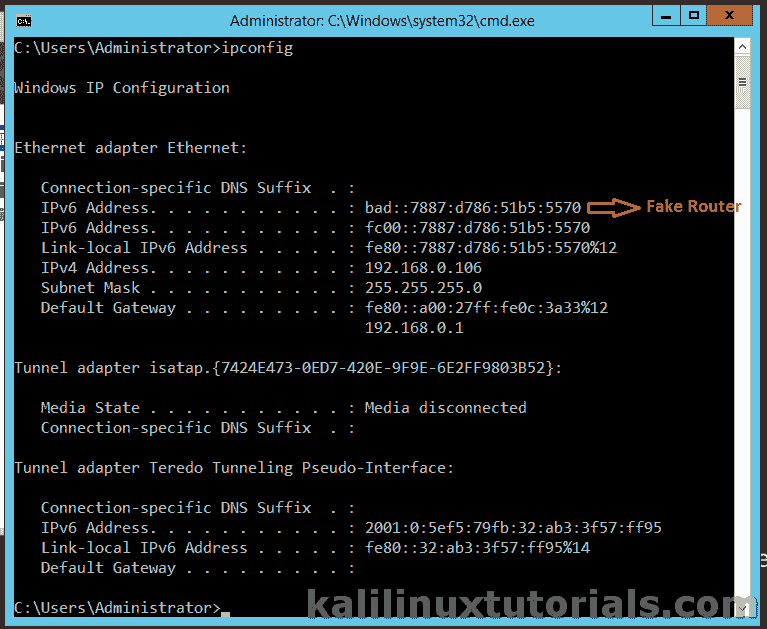 Administrator: C:\Windows\system32\cmd.exe
C:\Users\Administrator>ipconfig
Windows IP Configuration
Ethernet adapter Ethernet:
Connection-specific DNS Suffix  . :
IPv6 Address. . . . . . . . . . . : bad::7887:d786:51b5:5570 Fake Router
IPv6 Address. . . . . . . . . . . : fc00::7887:d786:51b5:5570
Link-local IPv6 Address . . . . . : fe80::7887:d786:51b5:5570%12
IPv4 Address. . . . . . . . . . . : 192.168.0.106
Subnet Mask . . . . . . . . . . . : 255.255.255.0
Default Gateway . . . . . . . . . : fe80::a00:27ff:fe0c:3a33%12
192.168.0.1
Tunnel adapter isatap.{7424E473-0ED7-420E-9F9E-6E2FF9803B52}:
Media State . . . . . . . . . . . : Media disconnected
Connection-specific DNS Suffix  . :
Tunnel adapter Teredo Tunneling Pseudo-Interface:
Connection-specific DNS Suffix  . :
IPv6 Address. . . . . . . . . . . : 2001:0:5ef5:79fb:32:ab3:3f57:ff95
Link-local IPv6 Address . . . . . : fe80::32:ab3:3f57:ff95%14
Default Gateway . . . . . . . . . :
C:\Users\Administrator>
kalilinuxtutorials.com